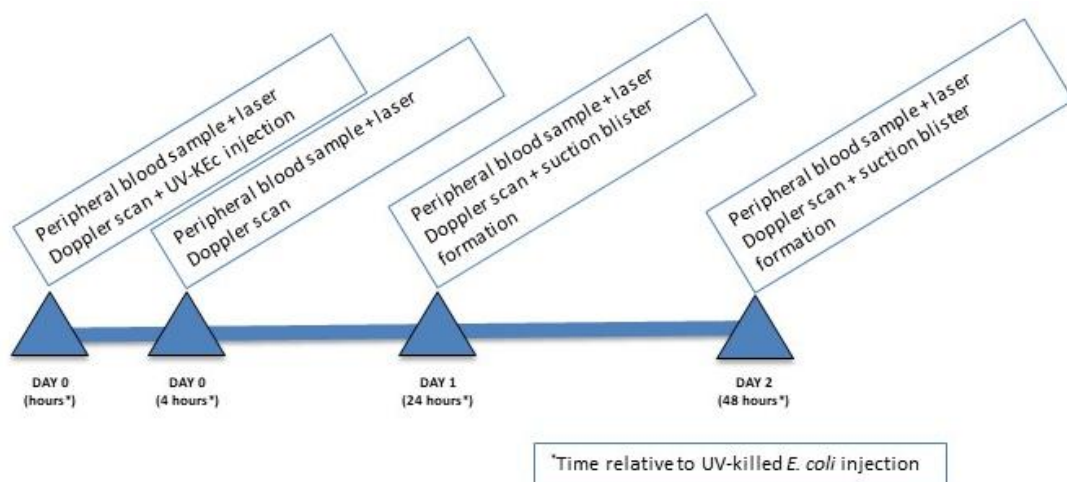 Peripheral blood sample + laser
Doppler scan + UV-KEc injection
Peripheral blood sample + laser
Doppler scan
Peripheral blood sample + laser
Doppler scan + suction blister
formation
Peripheral blood sample + laser
Doppler scan + suction blister
formation
DAY 0
(hours*)
DAY 0
(4 hours*)
DAY 1
(24 hours*)
DAY 2
(48 hours*)
*Time relative to UV-killed E. coli injection